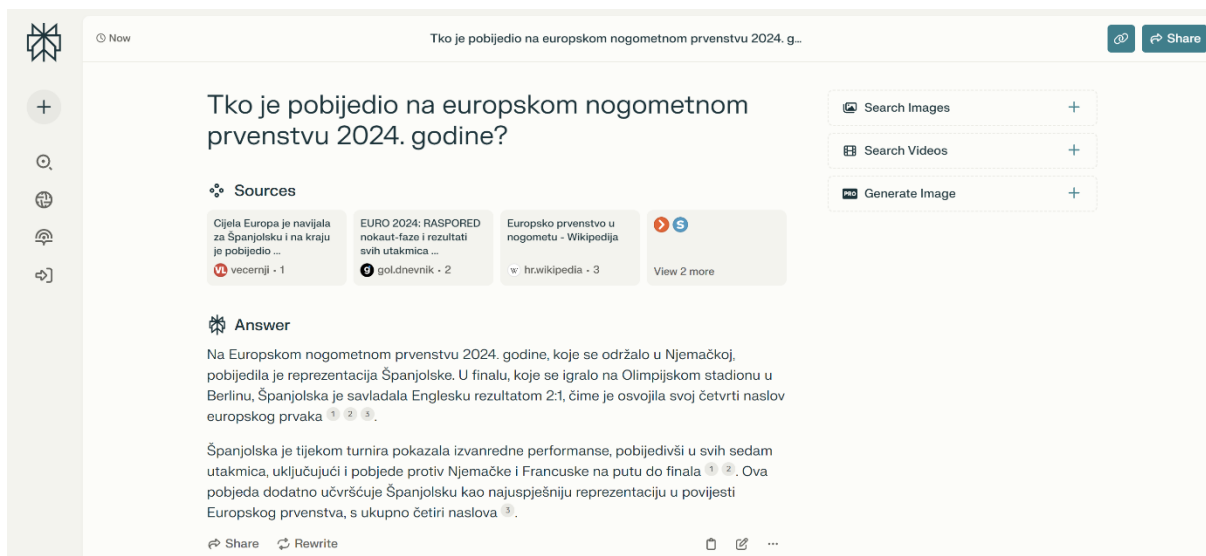 Now
Tko je pobijedio na europskom nogometnom prvenstvu 2024. g...
Share
Tko je pobijedio na europskom nogometnom
prvenstvu 2024. godine?
Sources
Cijela Europa je navijala
za Španjolsku i na kraju
je pobijedio ...
VL vecernji · 1
EURO 2024: RASPORED
nokaut-faze i rezultati
svih utakmica ...
g gol.dnevnik · 2
Europsko prvenstvo u
nogometu - Wikipedija
W hr.wikipedia · 3
S
View 2 more
Answer
Na Europskom nogometnom prvenstvu 2024. godine, koje se održalo u Njemačkoj,
pobijedila je reprezentacija Španjolske. U finalu, koje se igralo na Olimpijskom stadionu u
Berlinu, Španjolska je savladala Englesku rezultatom 2:1, čime je osvojila svoj četvrti naslov
europskog prvaka 1 2 3.
Španjolska je tijekom turnira pokazala izvanredne performanse, pobijedivši u svih sedam
utakmica, uključujući i pobjede protiv Njemačke i Francuske na putu do finala 1 2. Ova
pobjeda dodatno učvršćuje Španjolsku kao najuspješniju reprezentaciju u povijesti
Europskog prvenstva, s ukupno četiri naslova 3.
Share Rewrite
Search Images
Search Videos
PRO Generate Image